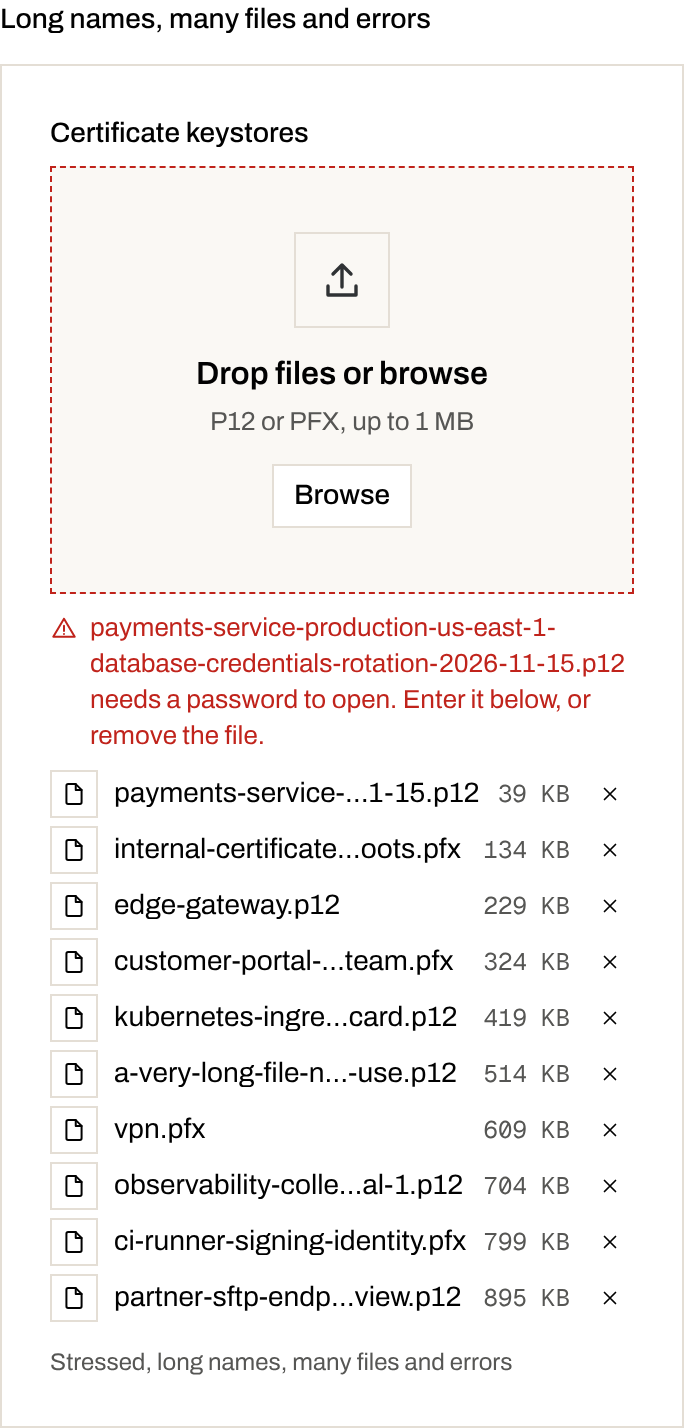 Long names, many files and errors
Certificate keystores
Drop files or browse
P12 or PFX, up to 1 MB
Browse
payments-service-production-us-east-1-
database-credentials-rotation-2026-11-15.p12
needs a password to open. Enter it below, or
remove the file.
payments-service-...1-15.p12 39 KB
internal-certificate...oots.pfx 134 KB
edge-gateway.p12 229 KB
customer-portal-...team.pfx 324 KB
kubernetes-ingre...card.p12 419 KB
a-very-long-file-n...-use.p12 514 KB
vpn.pfx 609 KB
observability-colle...al-1.p12 704 KB
ci-runner-signing-identity.pfx 799 KB
partner-sftp-endp...view.p12 895 KB
Stressed, long names, many files and errors